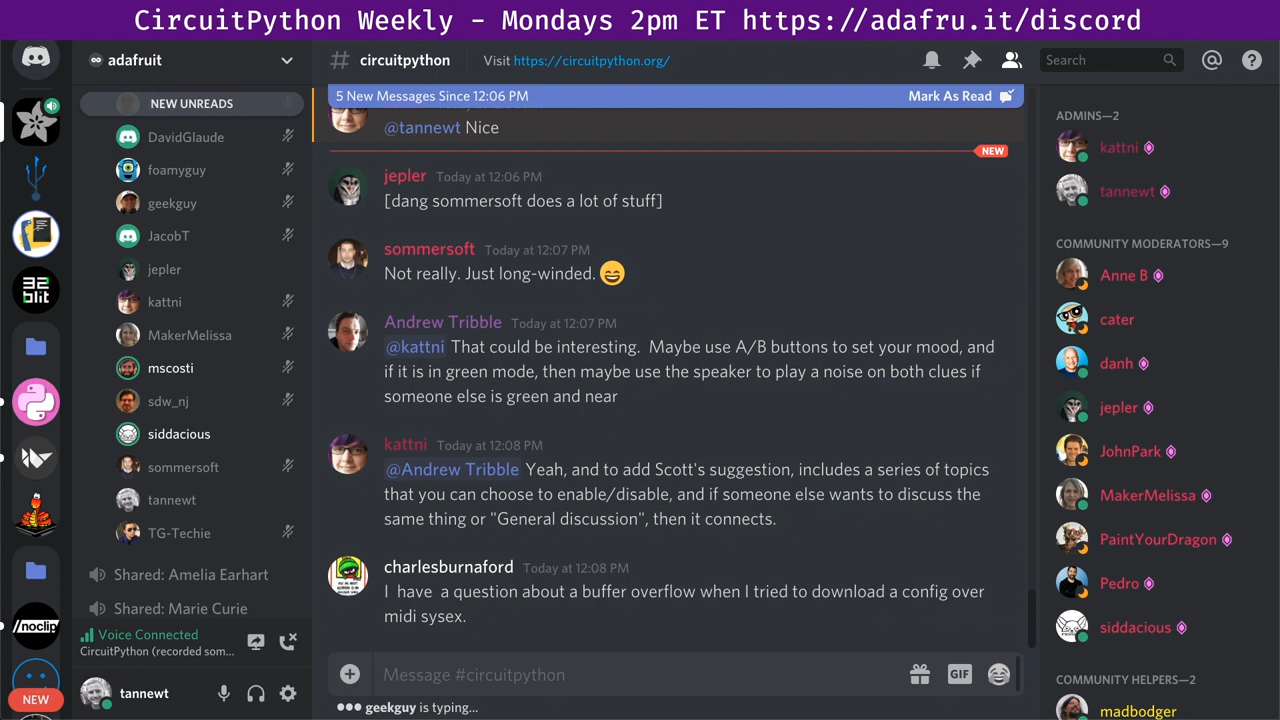 CircuitPython Weekly - Mondays 2pm ET https://adafru.it/discord
adafruit
# circuitpython
Visit https://circuitpython.org/
Search
NEW UNREADS
DavidGlaude
foamyguy
geekguy
JacobT
jepler
kattni
MakerMelissa
mscosti
sdw_nj
siddacious
sommersoft
tannewt
TG-Techie
Shared: Amelia Earhart
Shared: Marie Curie
Voice Connected
CircuitPython (recorded som...
tannewt
32
blit
/noclip
NEW
5 New Messages Since 12:06 PM
Mark As Read
@tannewt Nice
NEW
jepler Today at 12:06 PM
[dang sommersoft does a lot of stuff]
sommersoft Today at 12:07 PM
Not really. Just long-winded.
Andrew Tribble Today at 12:07 PM
@kattni That could be interesting. Maybe use A/B buttons to set your mood, and
if it is in green mode, then maybe use the speaker to play a noise on both clues if
someone else is green and near
kattni Today at 12:08 PM
@Andrew Tribble Yeah, and to add Scott's suggestion, includes a series of topics
that you can choose to enable/disable, and if someone else wants to discuss the
same thing or "General discussion", then it connects.
charlesburnaford Today at 12:08 PM
I have a question about a buffer overflow when I tried to download a config over
midi sysex.
Message #circuitpython
GIF
geekguy is typing...
ADMINS—2
kattni
tannewt
COMMUNITY MODERATORS—9
Anne B
cater
danh
jepler
JohnPark
MakerMelissa
PaintYourDragon
Pedro
siddacious
COMMUNITY HELPERS—2
madbodger